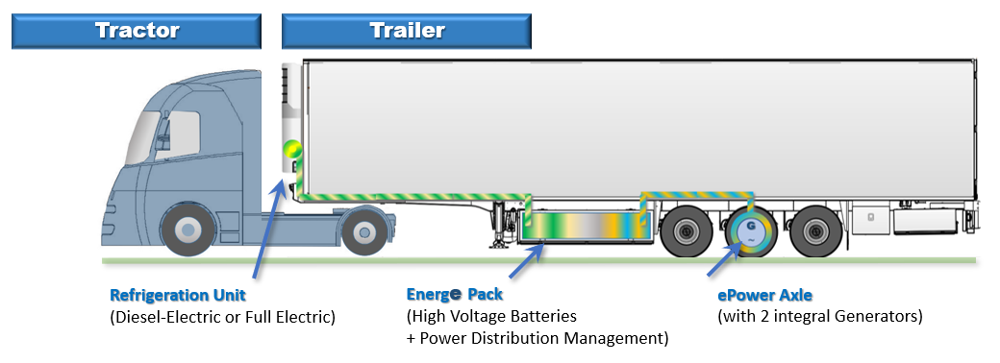 Tractor
Trailer
G
~
Refrigeration Unit
(Diesel-Electric or Full Electric)
Energe Pack
(High Voltage Batteries
+ Power Distribution Management)
ePower Axle
(with 2 integral Generators)